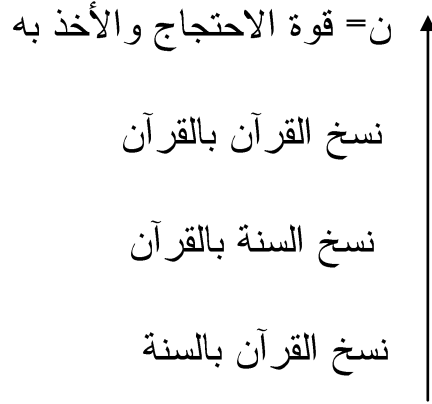 ن= قوة الاحتجاج والأخذ به
نسخ القرآن بالقرآن
نسخ السنة بالقرآن
نسخ القرآن بالسنة